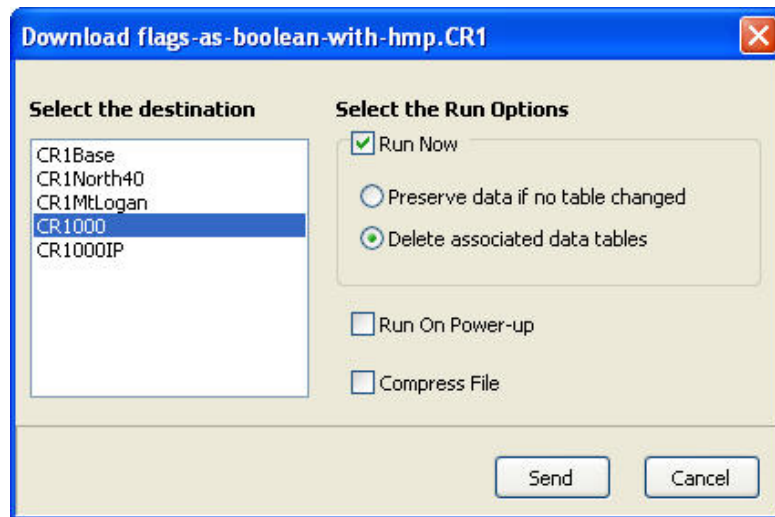 Download flags-as-boolean-with-hmp.CR1
Select the destination
CR1Base
CR1North40
CR1MtLogan
CR1000
CR1000IP
Select the Run Options
Run Now
Preserve data if no table changed
Delete associated data tables
Run On Power-up
Compress File
Send
Cancel